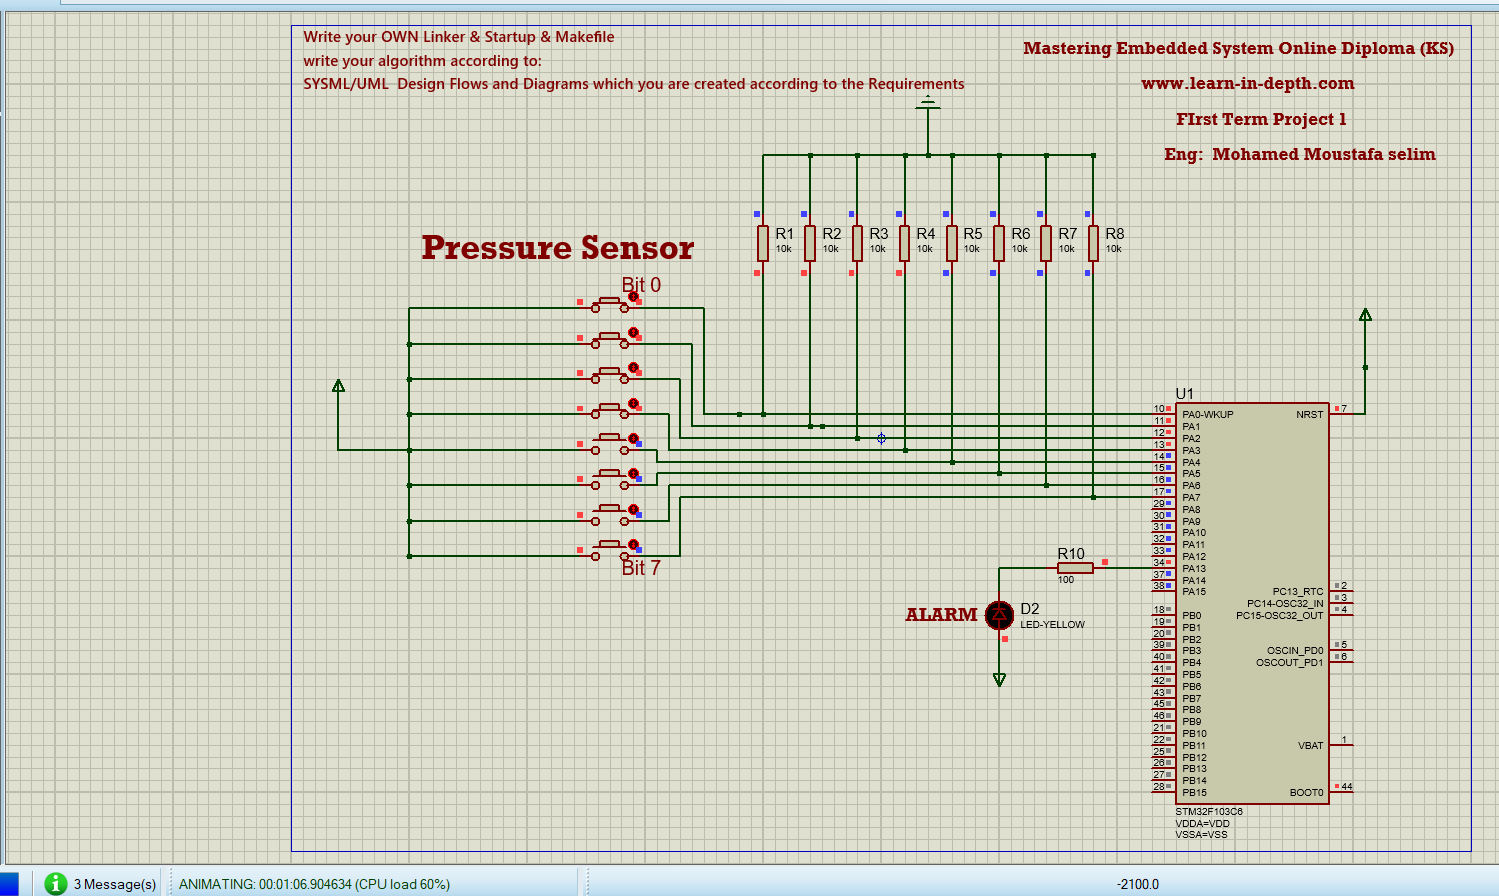 Write your OWN Linker & Startup & Makefile
write your algorithm according to:
SYSML/UML  Design Flows and Diagrams which you are created according to the Requirements
Mastering Embedded System Online Diploma (KS)
www.learn-in-depth.com
FIrst Term Project 1
Eng:  Mohamed Moustafa selim
R1
10k
R2
10k
R3
10k
R4
10k
R5
10k
R6
10k
R7
10k
R8
10k
Pressure Sensor
Bit 0
Bit 7
U1
10 PA0-WKUP
11 PA1
12 PA2
13 PA3
14 PA4
15 PA5
16 PA6
17 PA7
29 PA8
30 PA9
31 PA10
32 PA11
33 PA12
34 PA13
37 PA14
38 PA15
18 PB0
19 PB1
20 PB2
39 PB3
40 PB4
41 PB5
42 PB6
43 PB7
45 PB8
46 PB9
21 PB10
22 PB11
25 PB12
26 PB13
27 PB14
28 PB15
NRST 7
PC13_RTC 2
PC14-OSC32_IN 3
PC15-OSC32_OUT 4
OSCIN_PD0 5
OSCOUT_PD1 6
VBAT 1
BOOT0 44
STM32F103C6
VDDA=VDD
VSSA=VSS
R10
100
ALARM
D2
LED-YELLOW
3 Message(s)
ANIMATING: 00:01:06.904634 (CPU load 60%)
-2100.0